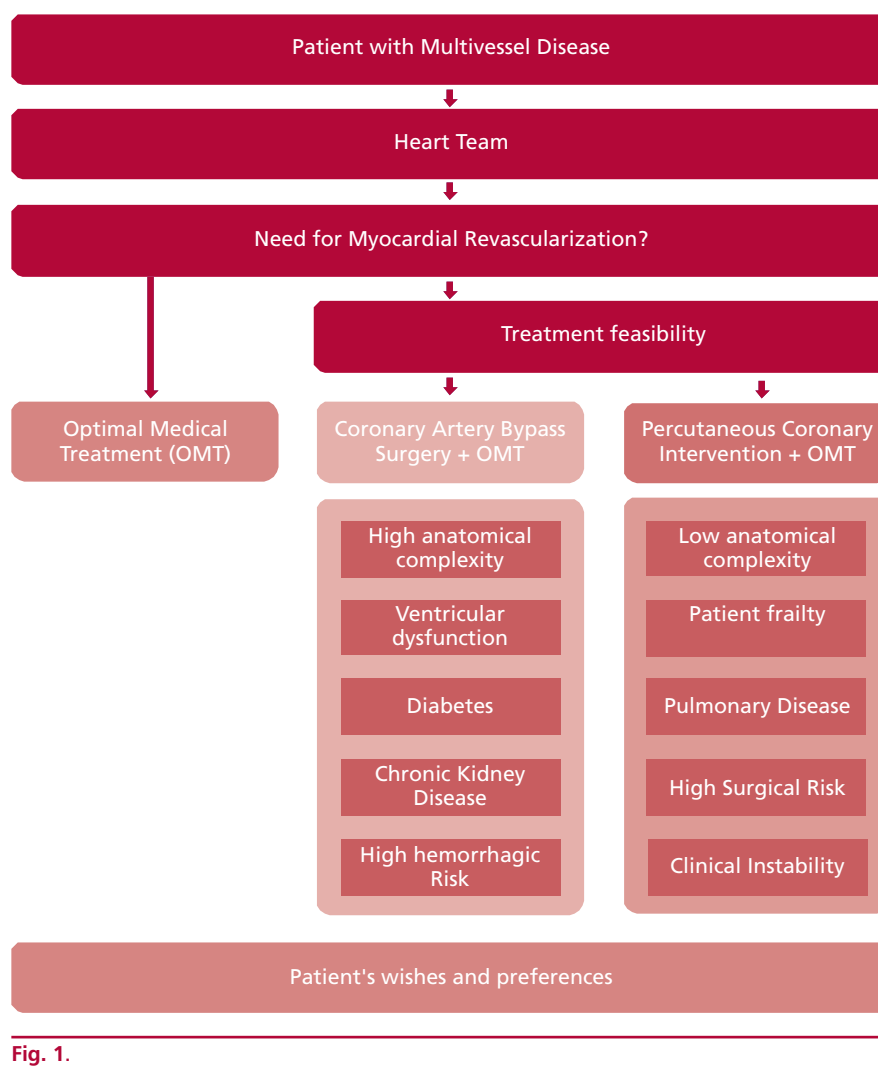 Patient with Multivessel Disease
Heart Team
Need for Myocardial Revascularization?
Treatment feasibility
Optimal Medical
Treatment (OMT)
Coronary Artery Bypass
Surgery + OMT
Percutaneous Coronary
Intervention + OMT
High anatomical
complexity
Ventricular
dysfunction
Diabetes
Chronic Kidney
Disease
High hemorrhagic
Risk
Low anatomical
complexity
Patient frailty
Pulmonary Disease
High Surgical Risk
Clinical Instability
Patient's wishes and preferences
Fig. 1.